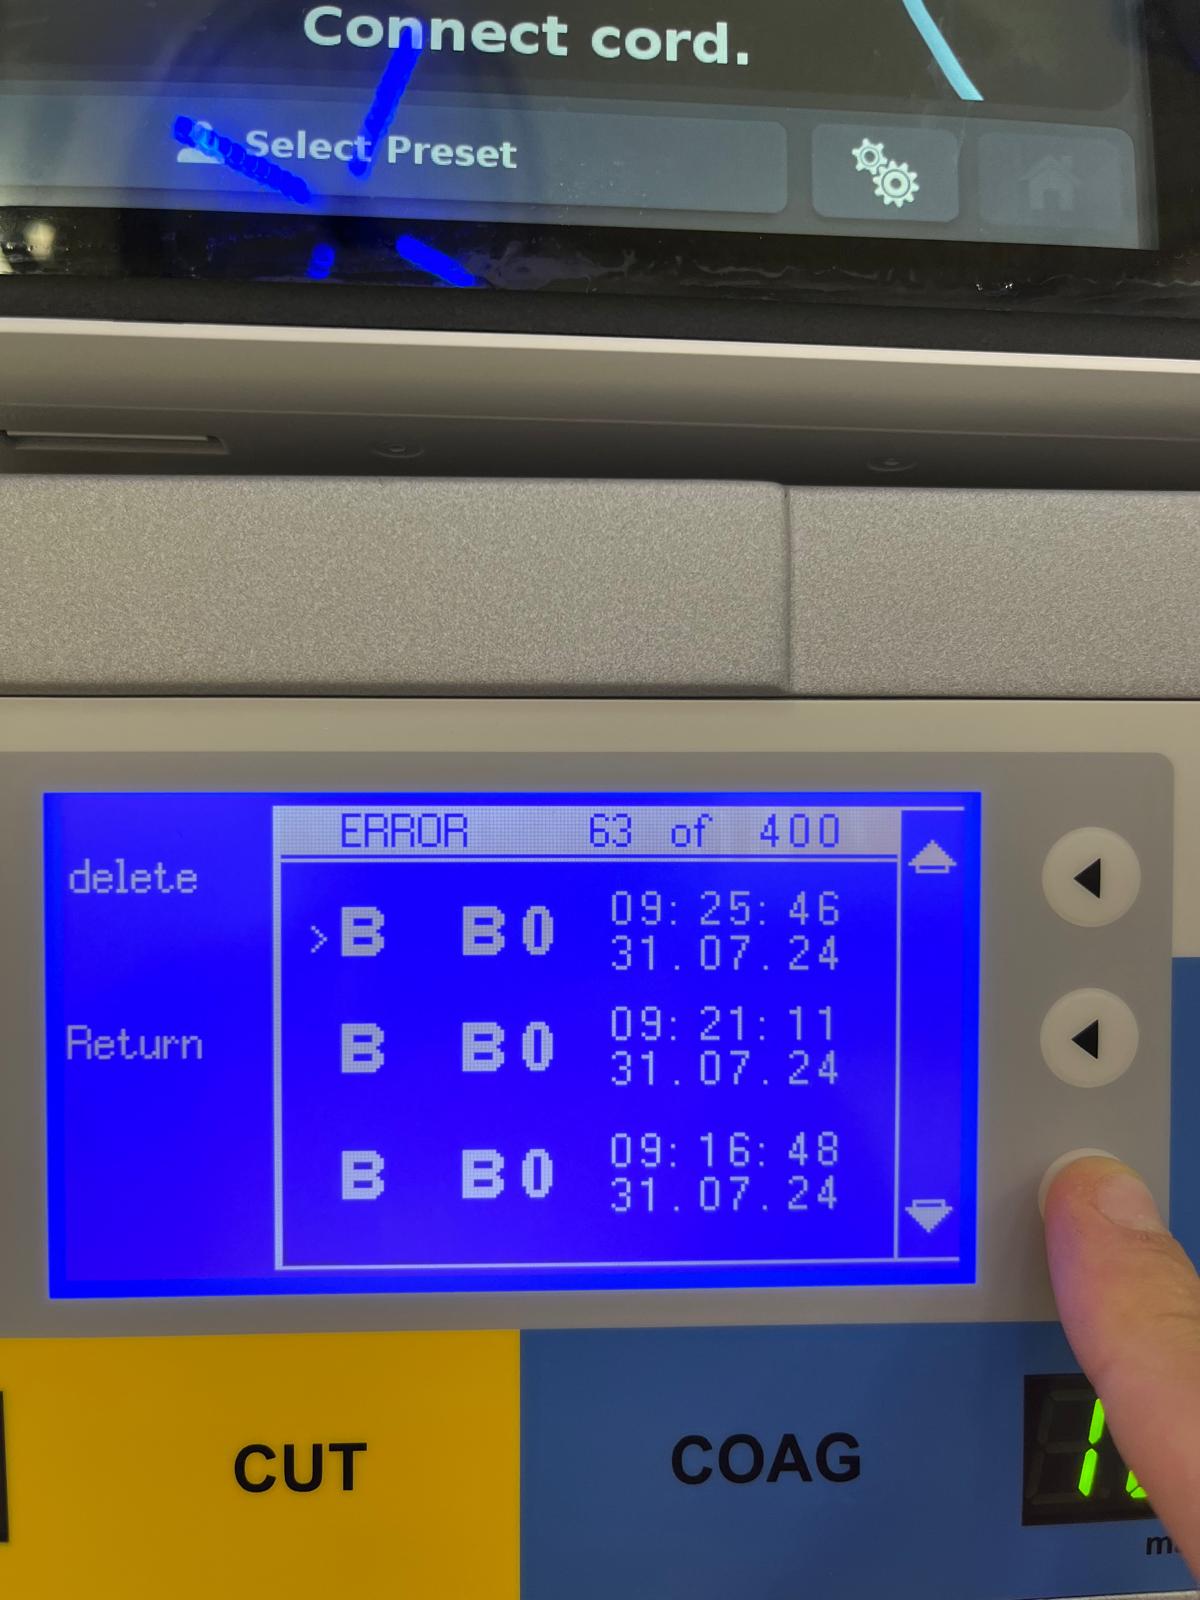 Connect cord.
Select Preset
ERROR 63 of 400
delete
>B B0 09:25:46
31.07.24
Return
B B0 09:21:11
31.07.24
B B0 09:16:48
31.07.24
CUT
COAG